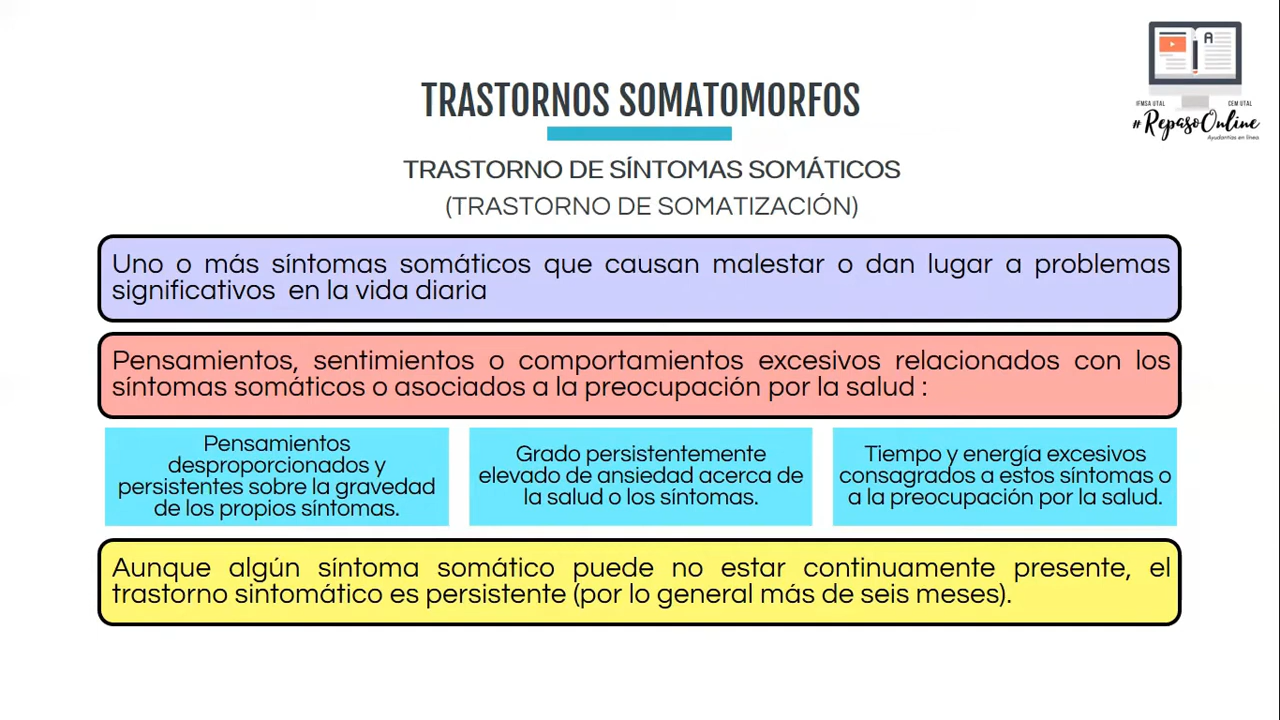 A
IFMSA UTAL
CEM UTAL
#RepasoOnline
Ayudantías en línea
TRASTORNOS SOMATOMORFOS
TRASTORNO DE SÍNTOMAS SOMÁTICOS
(TRASTORNO DE SOMATIZACIÓN)
Uno o más síntomas somáticos que causan malestar o dan lugar a problemas
significativos en la vida diaria
Pensamientos, sentimientos o comportamientos excesivos relacionados con los
síntomas somáticos o asociados a la preocupación por la salud :
Pensamientos
desproporcionados y
persistentes sobre la gravedad
de los propios síntomas.
Grado persistentemente
elevado de ansiedad acerca de
la salud o los síntomas.
Tiempo y energía excesivos
consagrados a estos síntomas o
a la preocupación por la salud.
Aunque algún síntoma somático puede no estar continuamente presente, el
trastorno sintomático es persistente (por lo general más de seis meses).